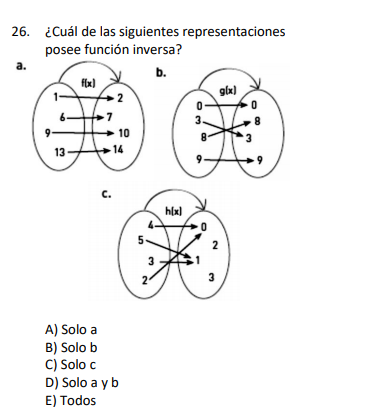 26. ¿Cuál de las siguientes representaciones
posee función inversa?
a.
f(x)
1 2
6 7
9 10
13 14
b.
g(x)
0 0
3 8
8 3
9 9
c.
h(x)
4 0
5 2
3 1
2 3
A) Solo a
B) Solo b
C) Solo c
D) Solo a y b
E) Todos